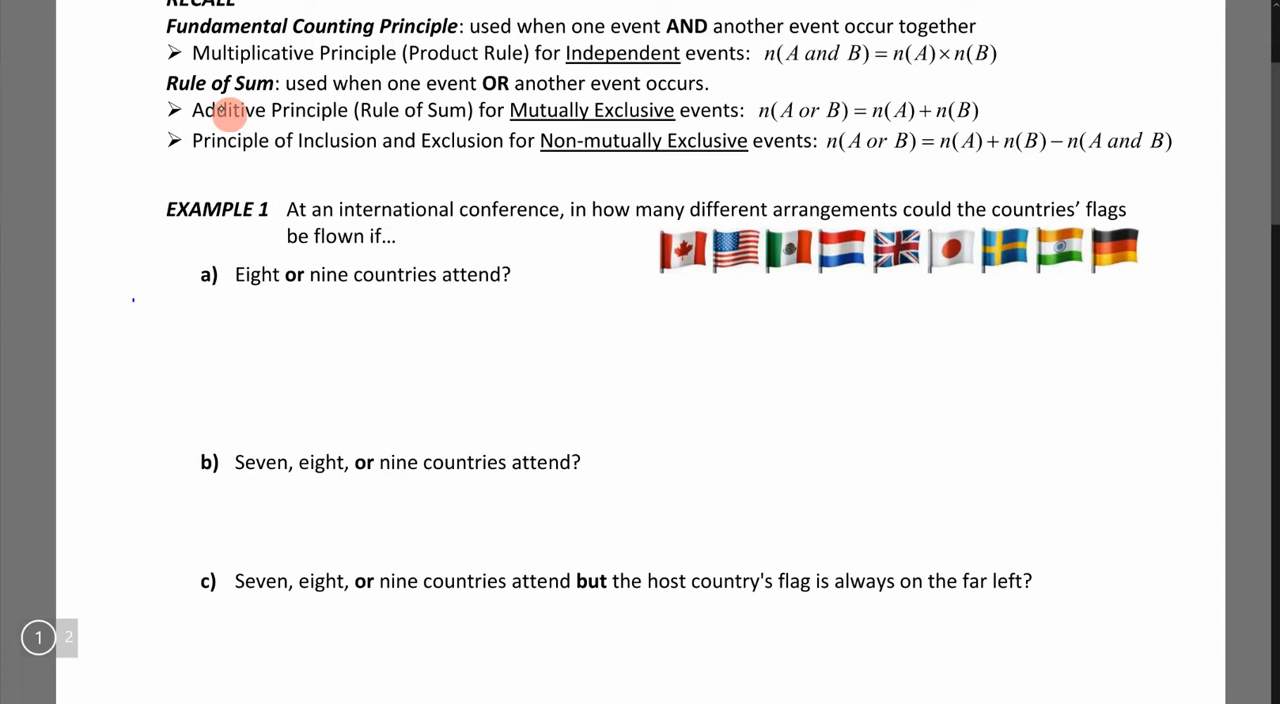 RECALL
Fundamental Counting Principle: used when one event AND another event occur together
➢ Multiplicative Principle (Product Rule) for Independent events: n(A and B) = n(A)×n(B)
Rule of Sum: used when one event OR another event occurs.
➢ Additive Principle (Rule of Sum) for Mutually Exclusive events: n(A or B) = n(A)+n(B)
➢ Principle of Inclusion and Exclusion for Non-mutually Exclusive events: n(A or B) = n(A)+n(B)−n(A and B)
EXAMPLE 1 At an international conference, in how many different arrangements could the countries’ flags
be flown if...
a) Eight or nine countries attend?
b) Seven, eight, or nine countries attend?
c) Seven, eight, or nine countries attend but the host country's flag is always on the far left?
1 2